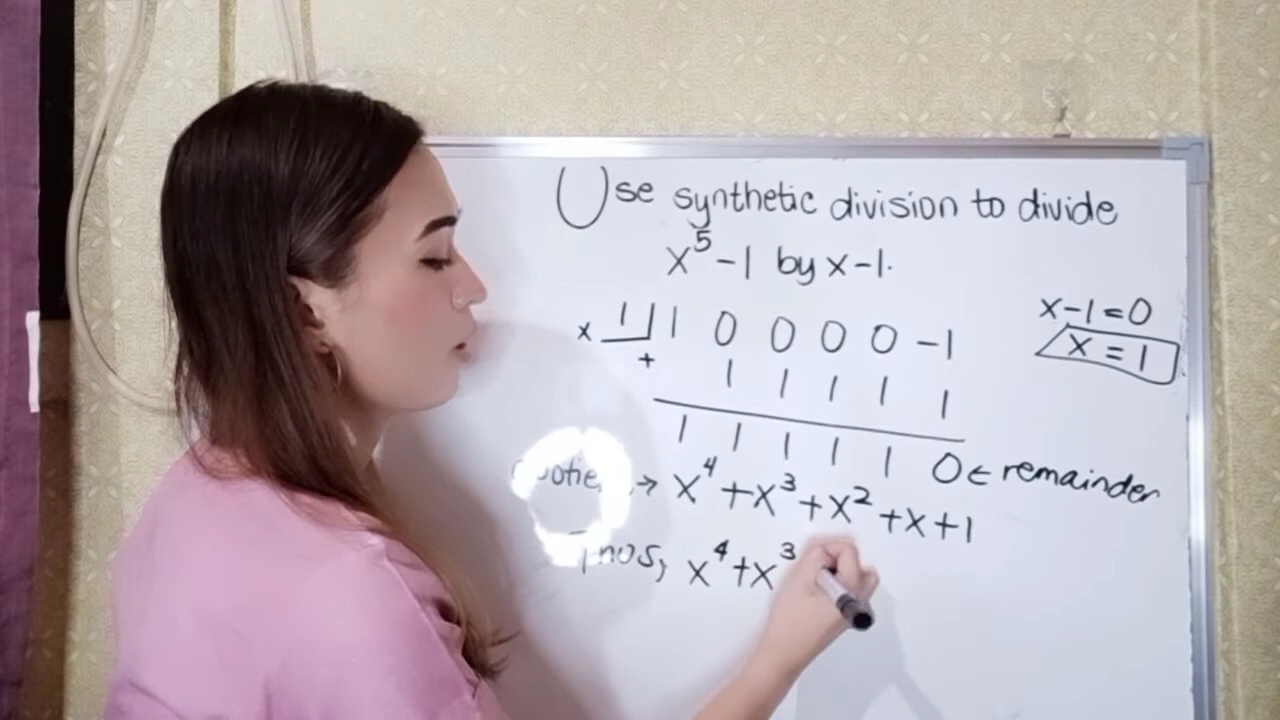 Use synthetic division to divide
x⁵-1 by x-1.
x-1=0
x = 1
x 1 1 0 0 0 0 -1
+ 1 1 1 1 1
1 1 1 1 1 0 ← remainder
→ x⁴+x³+x²+x+1
x⁴+x³